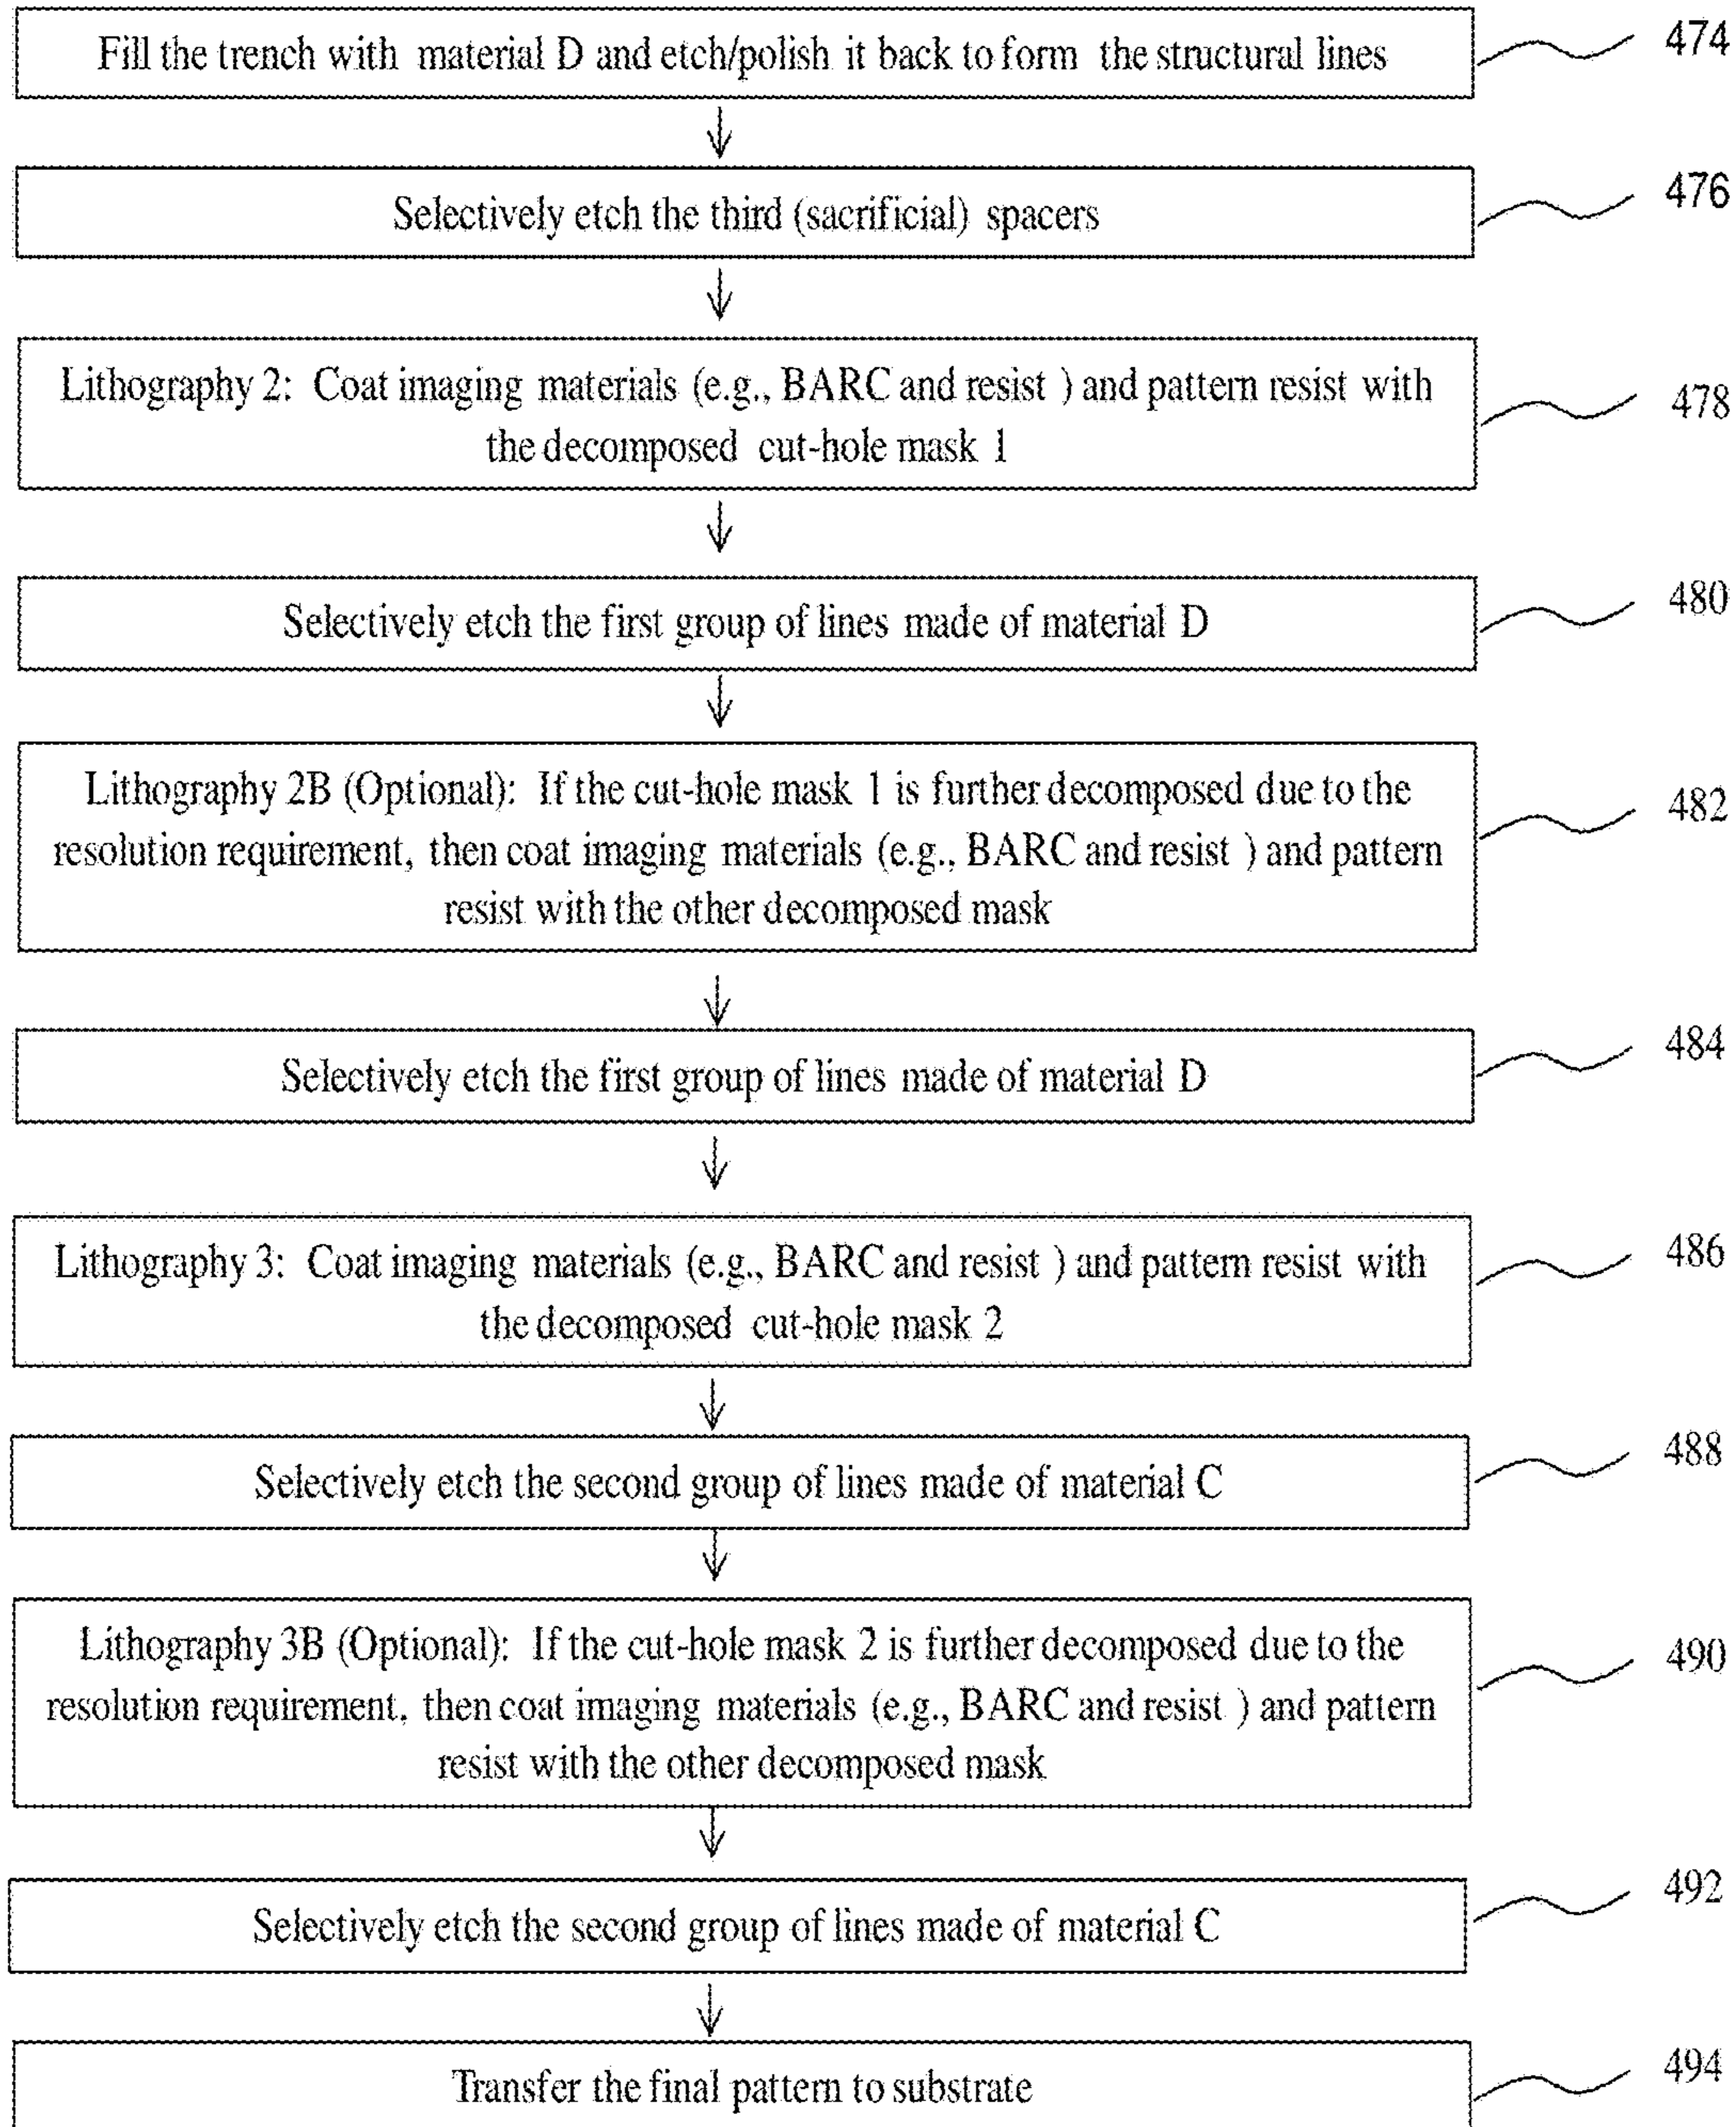 Fill the trench with material D and etch/polish it back to form the structural lines
474
Selectively etch the third (sacrificial) spacers
476
Lithography 2: Coat imaging materials (e.g., BARC and resist ) and pattern resist with
the decomposed cut-hole mask 1
478
Selectively etch the first group of lines made of material D
480
Lithography 2B (Optional): If the cut-hole mask 1 is further decomposed due to the
resolution requirement, then coat imaging materials (e.g., BARC and resist ) and pattern
resist with the other decomposed mask
482
Selectively etch the first group of lines made of material D
484
Lithography 3: Coat imaging materials (e.g., BARC and resist ) and pattern resist with
the decomposed cut-hole mask 2
486
Selectively etch the second group of lines made of material C
488
Lithography 3B (Optional): If the cut-hole mask 2 is further decomposed due to the
resolution requirement, then coat imaging materials (e.g., BARC and resist ) and pattern
resist with the other decomposed mask
490
Selectively etch the second group of lines made of material C
492
Transfer the final pattern to substrate
494